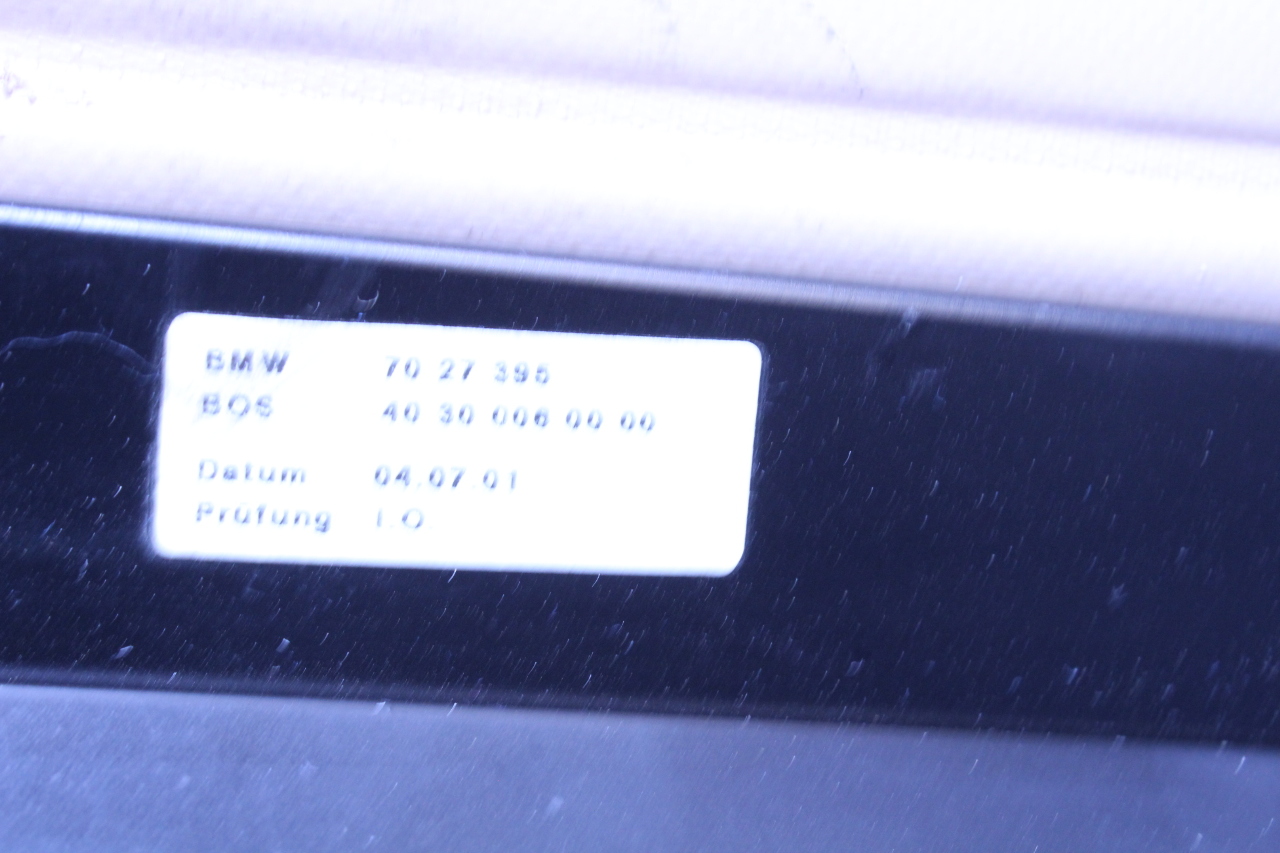 BMW 70 27 395
BOS 40 30 006 00 00
Datum 04.07.01
Prüfung I.O